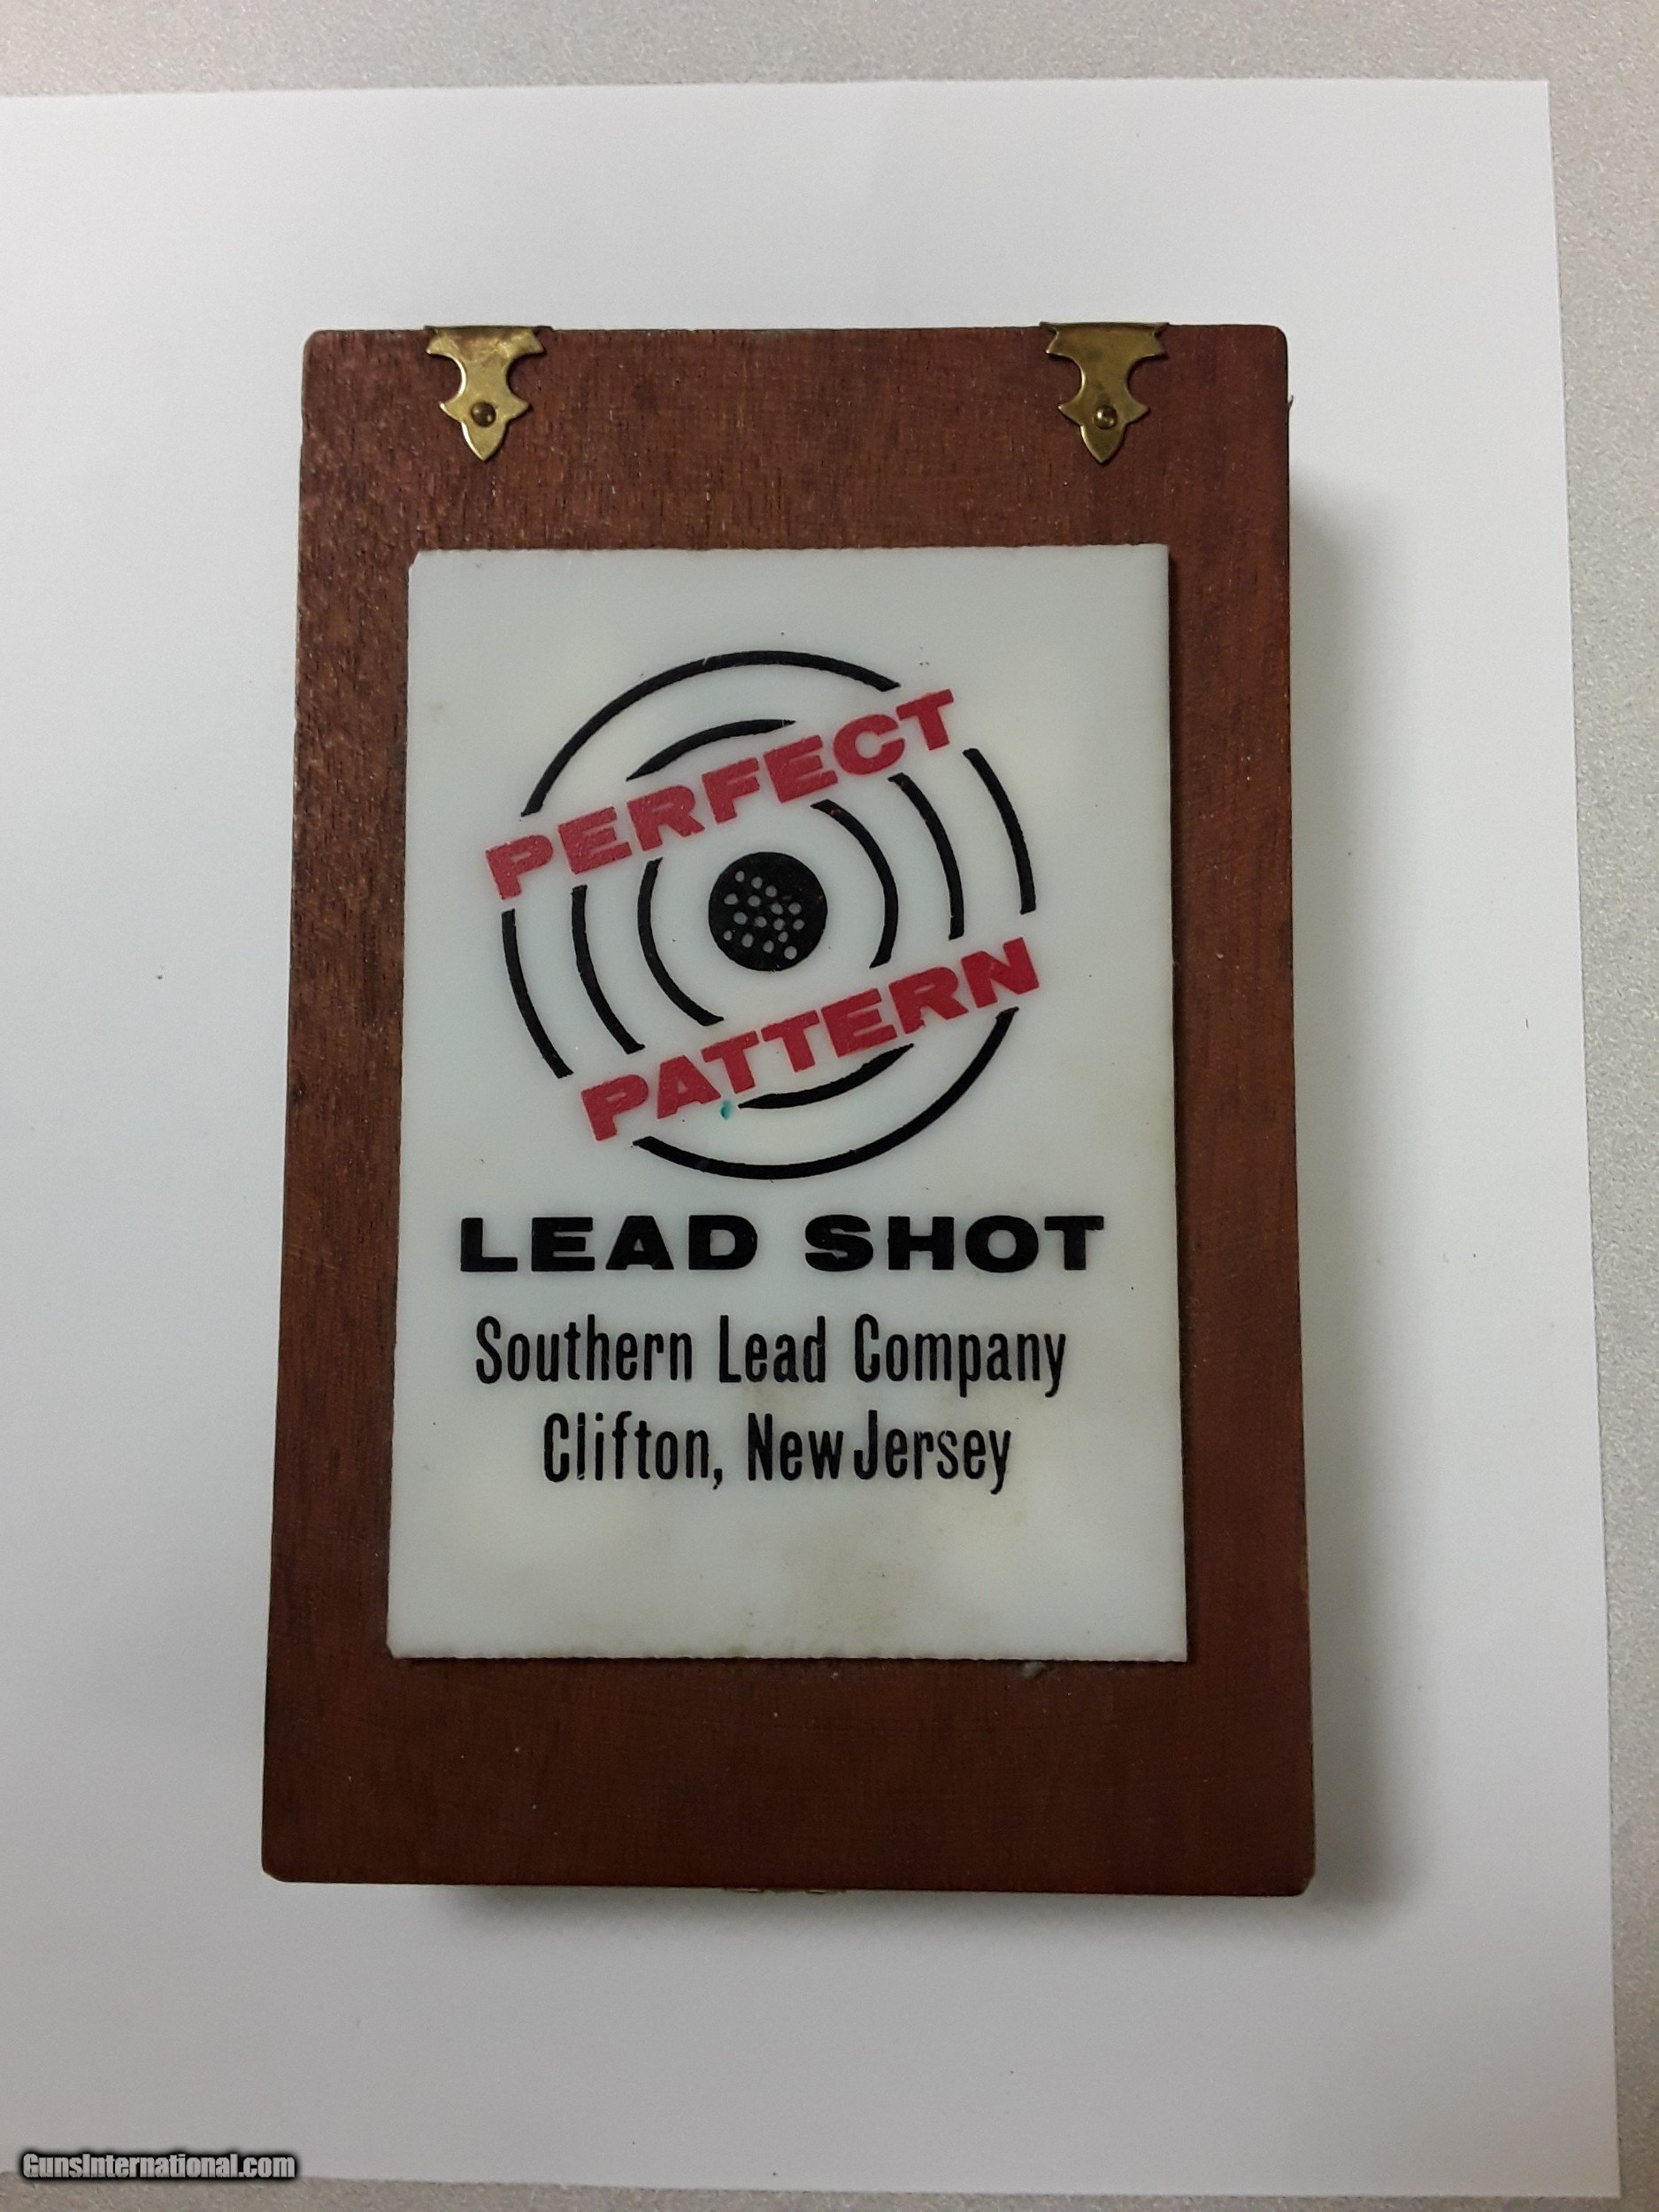 PERFECT
PATTERN
LEAD SHOT
Southern Lead Company
Clifton, New Jersey
GunsInternational.com